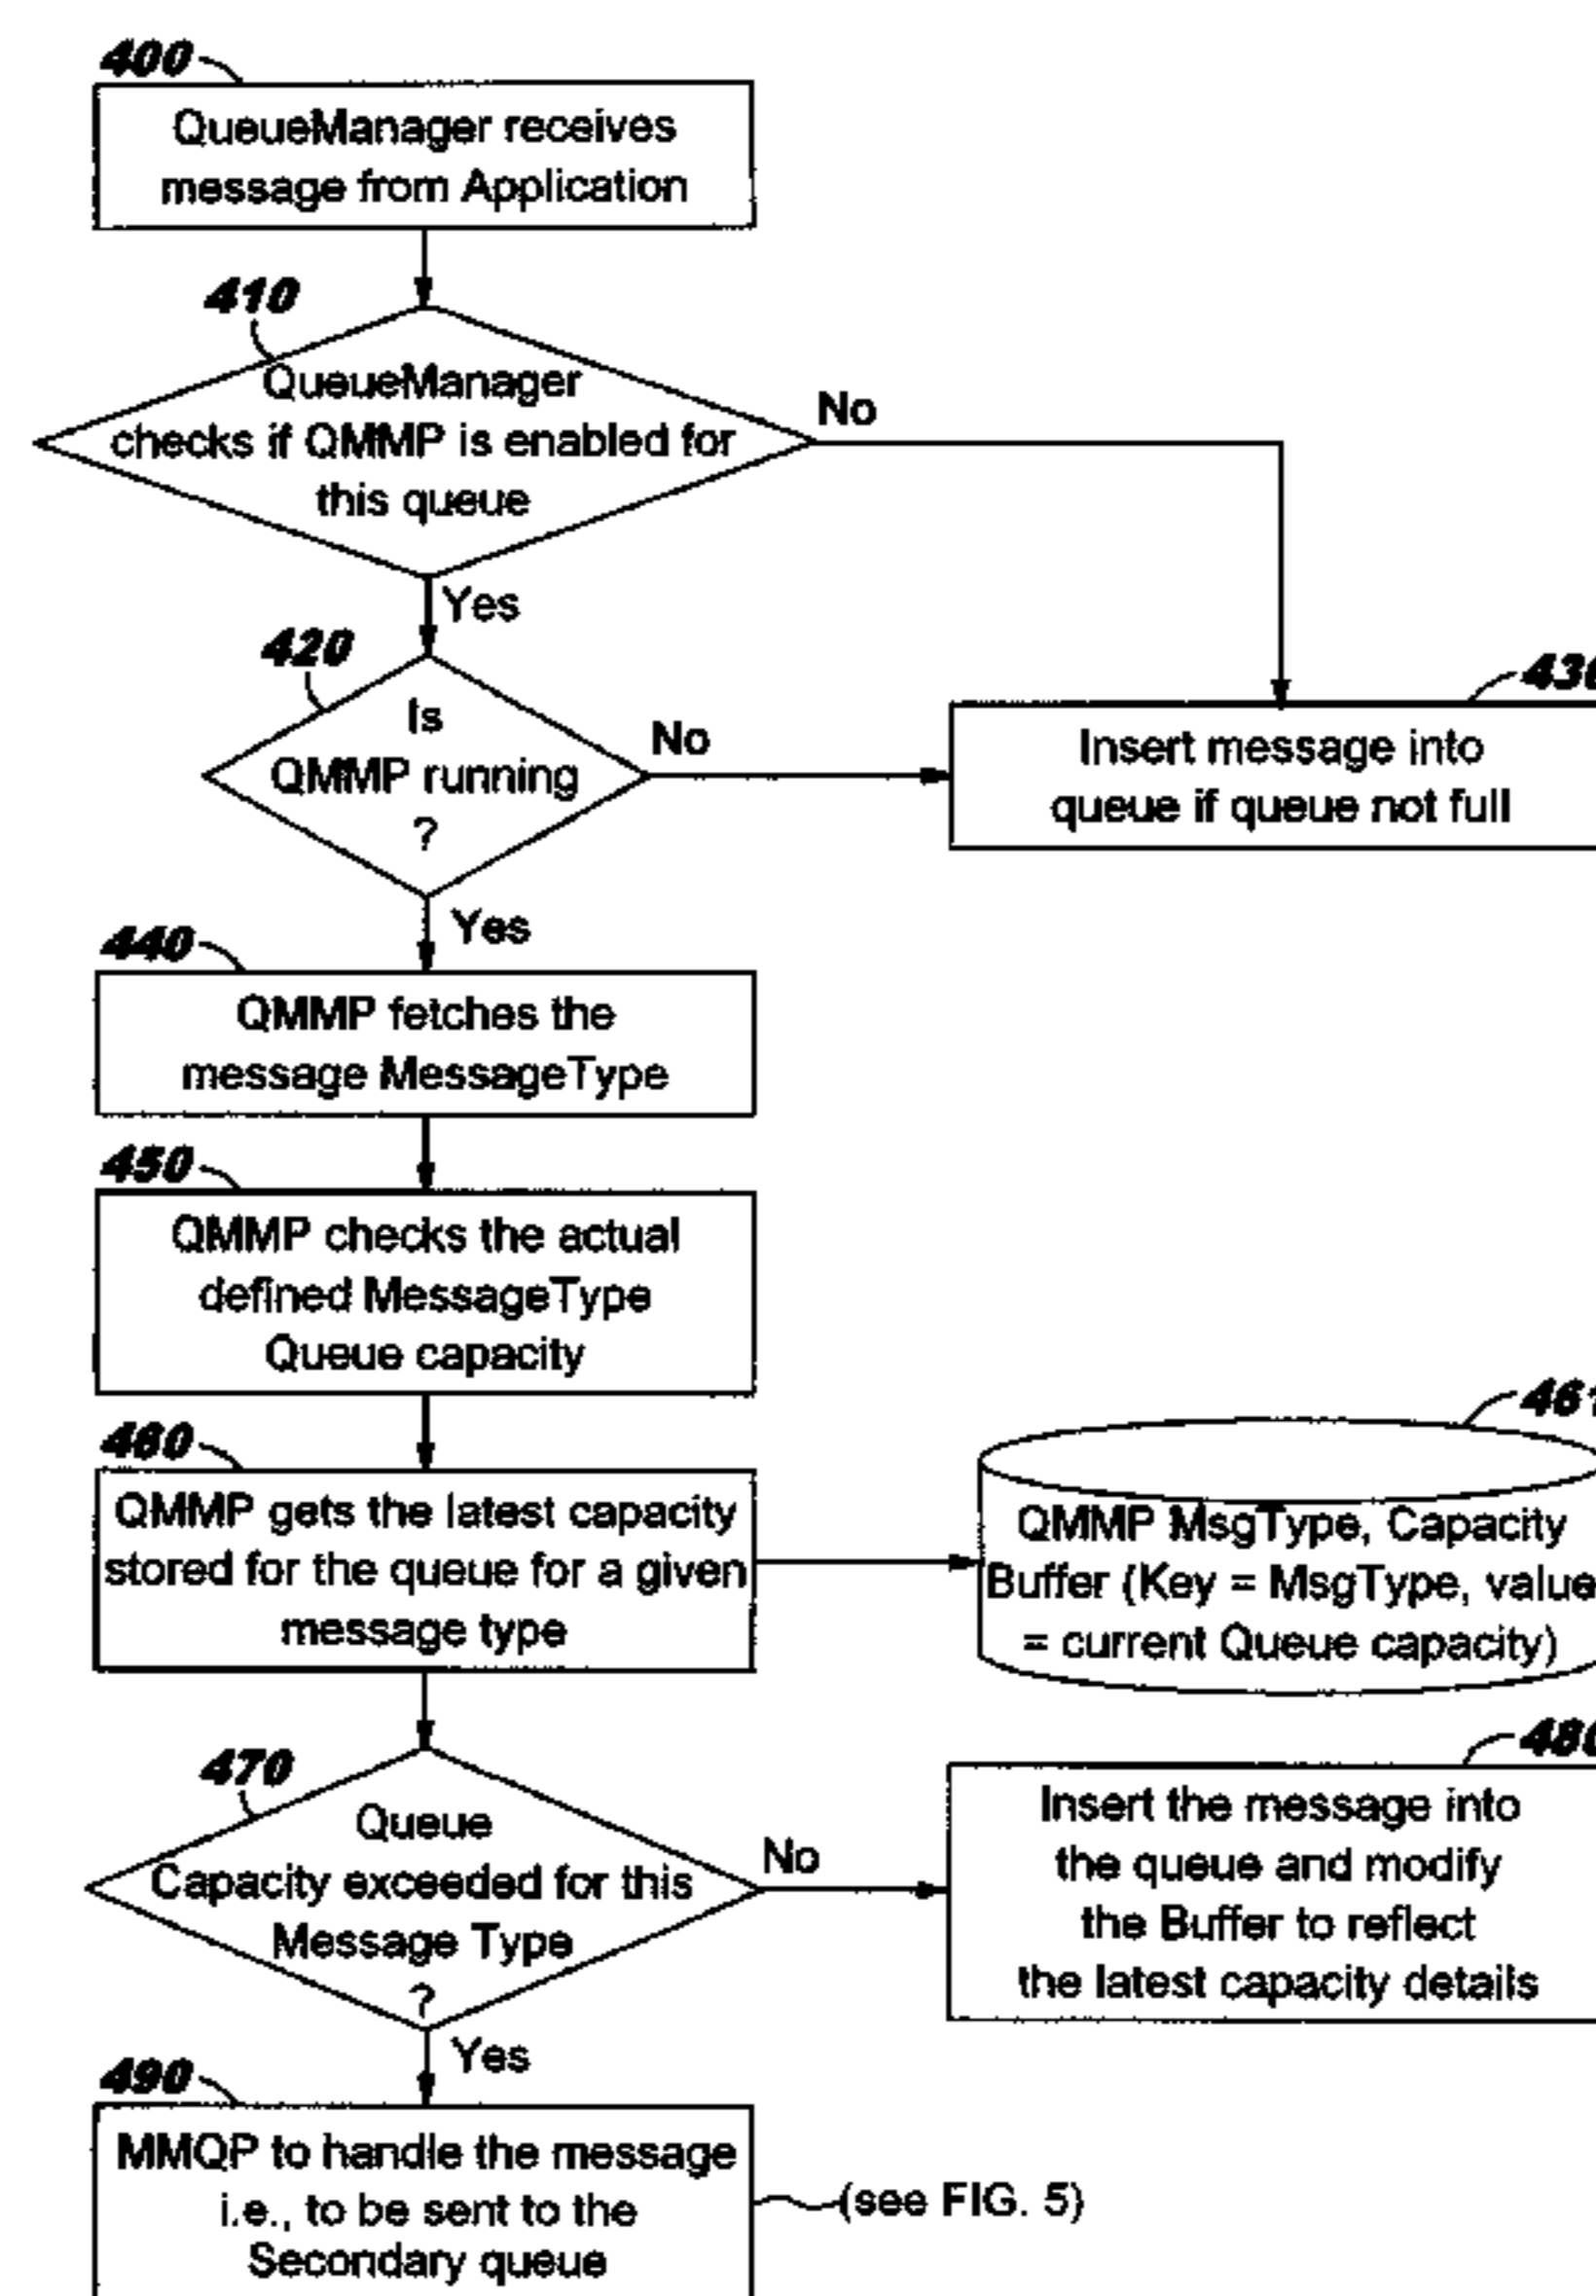 400
QueueManager receives
message from Application
410
QueueManager
checks if QMMP is enabled for
this queue
No
Yes
420
Is
QMMP running
?
No
430
Insert message into
queue if queue not full
Yes
440
QMMP fetches the
message MessageType
450
QMMP checks the actual
defined MessageType
Queue capacity
460
QMMP gets the latest capacity
stored for the queue for a given
message type
461
QMMP MsgType, Capacity
Buffer (Key = MsgType, value
= current Queue capacity)
470
Queue
Capacity exceeded for this
Message Type
?
No
480
Insert the message into
the queue and modify
the Buffer to reflect
the latest capacity details
Yes
490
MMQP to handle the message
i.e., to be sent to the
Secondary queue
(see FIG. 5)